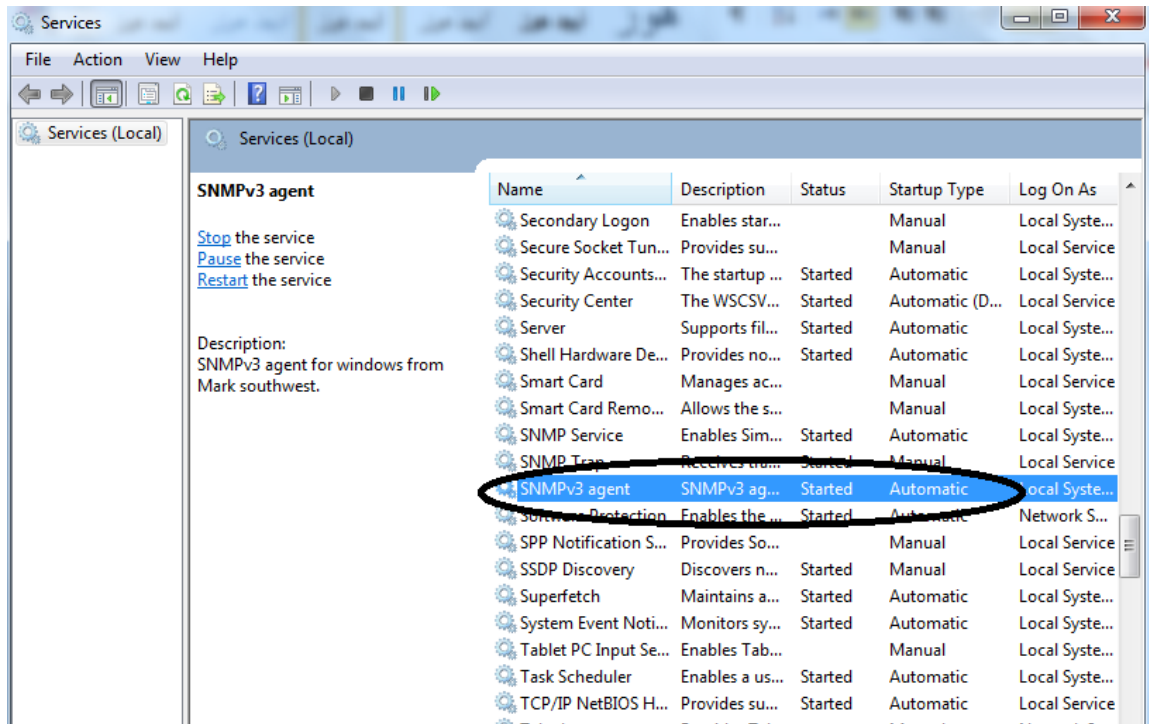 Services
File Action View Help
Services (Local)
Services (Local)
SNMPv3 agent
Stop the service
Pause the service
Restart the service
Description:
SNMPv3 agent for windows from
Mark southwest.
Name Description Status Startup Type Log On As
Secondary Logon Enables star... Manual Local Syste...
Secure Socket Tun... Provides su... Manual Local Service
Security Accounts... The startup ... Started Automatic Local Syste...
Security Center The WSCSV... Started Automatic (D... Local Service
Server Supports fil... Started Automatic Local Syste...
Shell Hardware De... Provides no... Started Automatic Local Syste...
Smart Card Manages ac... Manual Local Service
Smart Card Remo... Allows the s... Manual Local Syste...
SNMP Service Enables Sim... Started Automatic Local Syste...
SNMP Trap Receives tra... Started Manual Local Service
SNMPv3 agent SNMPv3 ag... Started Automatic Local Syste...
Software Protection Enables the ... Started Automatic Network S...
SPP Notification S... Provides So... Manual Local Service
SSDP Discovery Discovers n... Started Manual Local Service
Superfetch Maintains a... Started Automatic Local Syste...
System Event Noti... Monitors sy... Started Automatic Local Syste...
Tablet PC Input Se... Enables Tab... Manual Local Syste...
Task Scheduler Enables a us... Started Automatic Local Syste...
TCP/IP NetBIOS H... Provides su... Started Automatic Local Service